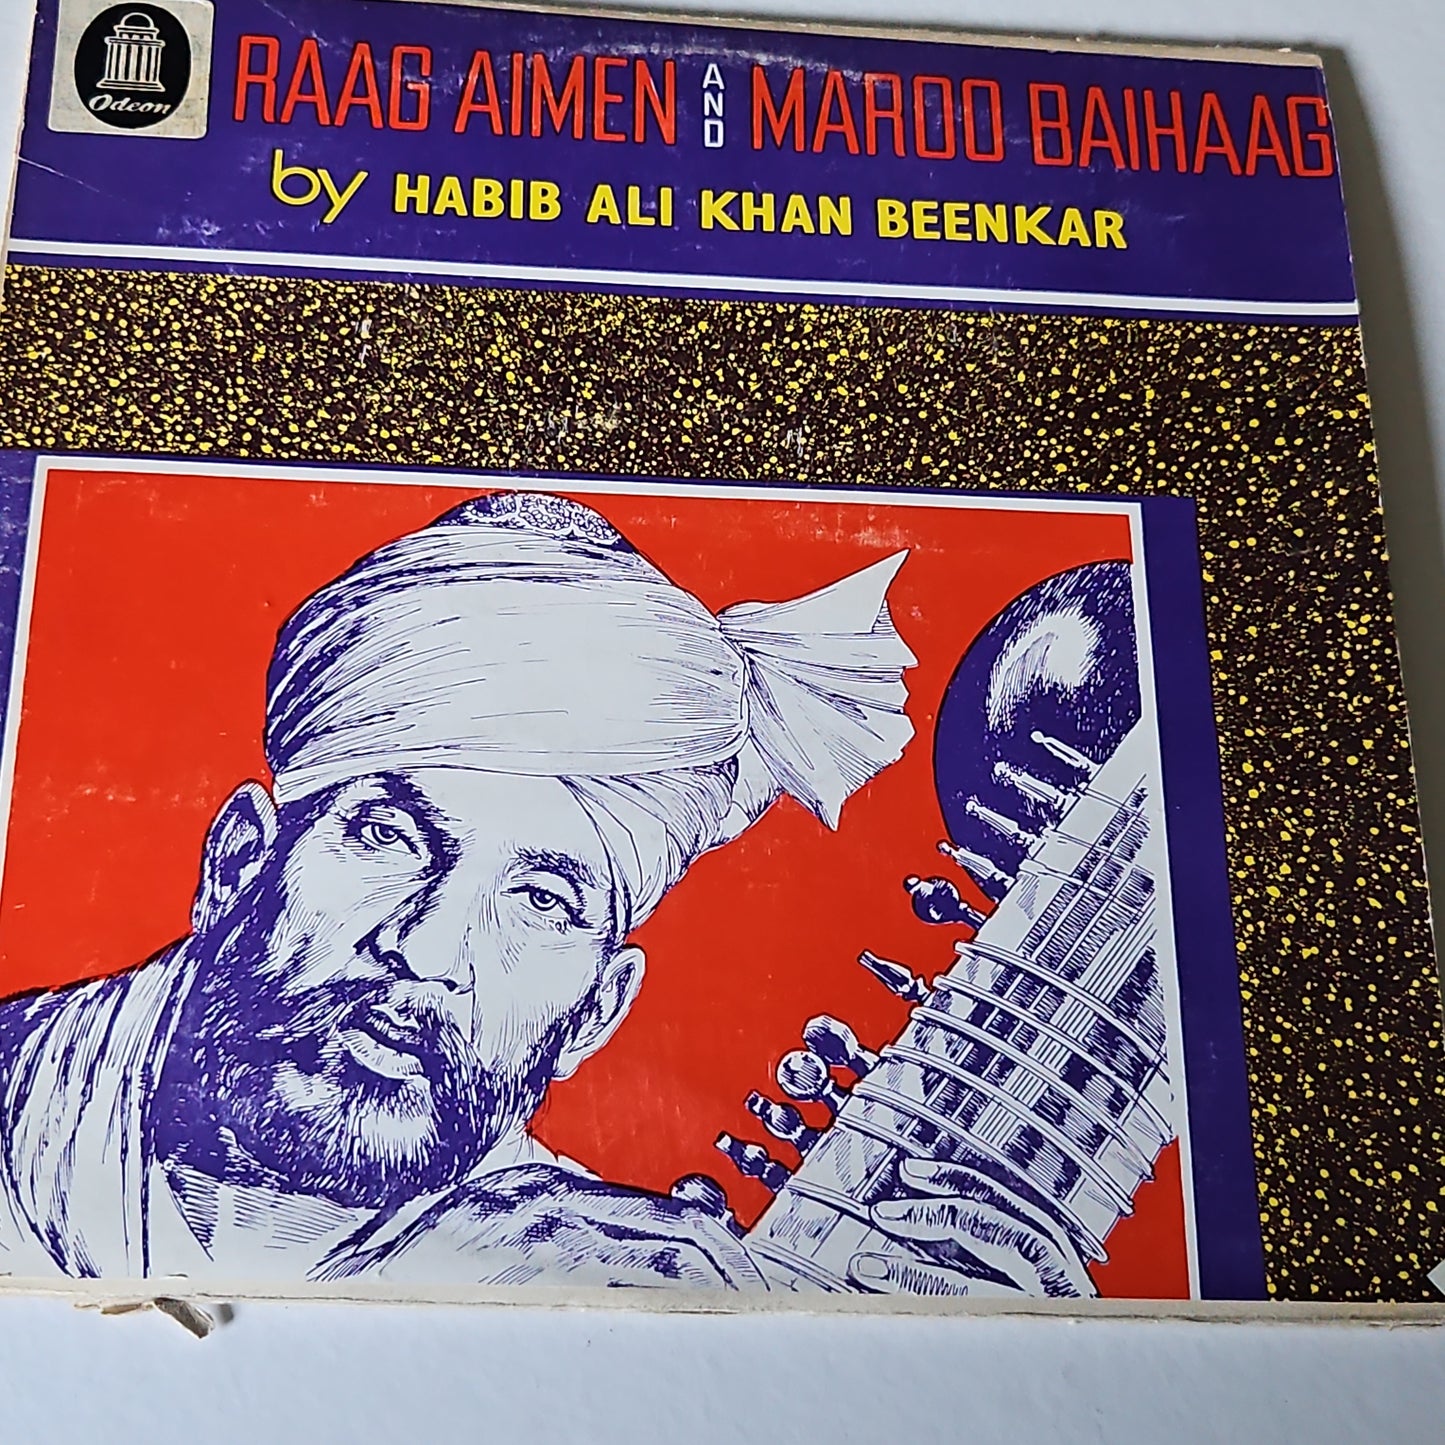 Odeon
RAAG AIMEN AND MAROO BAIHAAG
by HABIB ALI KHAN BEENKAR